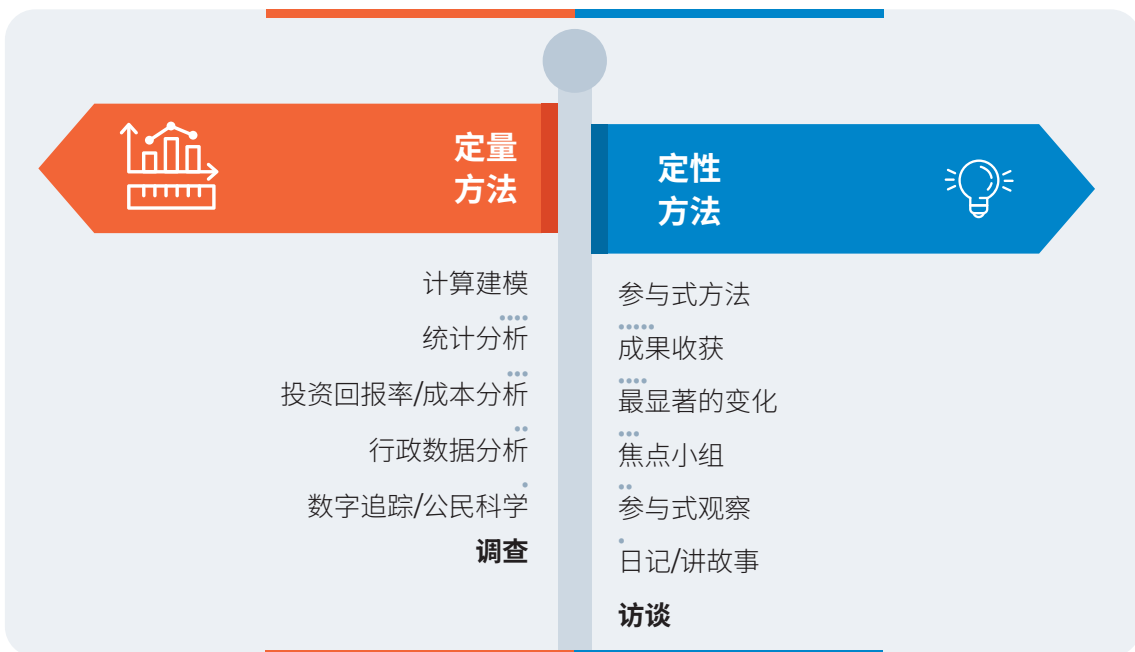 定量
方法
计算建模
统计分析
投资回报率/成本分析
行政数据分析
数字追踪/公民科学
调查
定性
方法
参与式方法
成果收获
最显著的变化
焦点小组
参与式观察
日记/讲故事
访谈